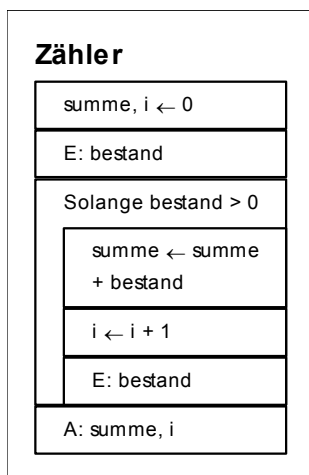 Zähler
summe, i ← 0
E: bestand
Solange bestand > 0
summe ← summe
+ bestand
i ← i + 1
E: bestand
A: summe, i